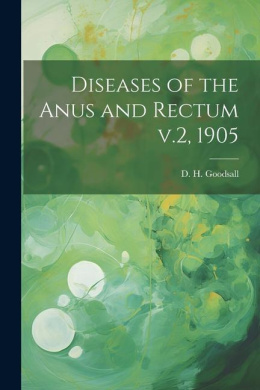 Diseases of the
Anus and Rectum
v.2, 1905
D. H. Goodsall